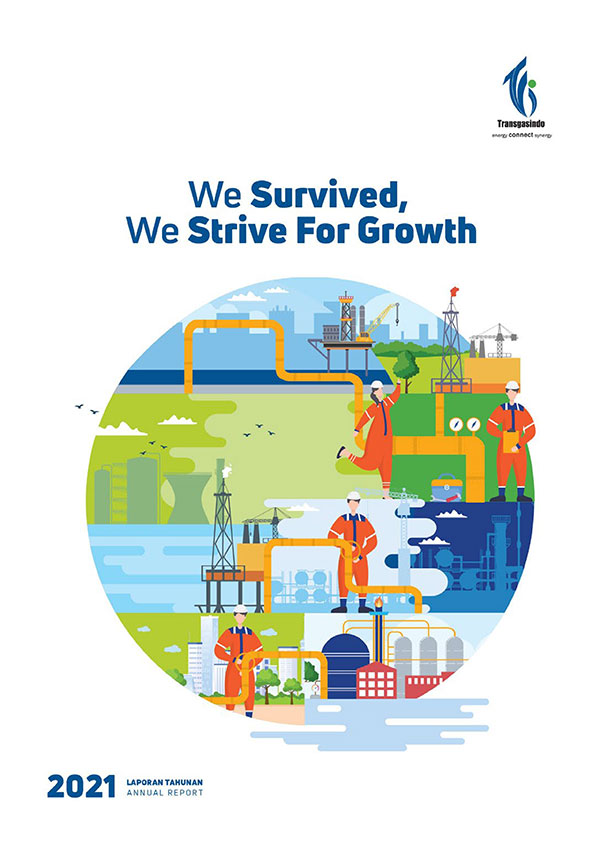 Transgasindo
energy connect synergy
We Survived,
We Strive For Growth
2021
LAPORAN TAHUNAN
ANNUAL REPORT